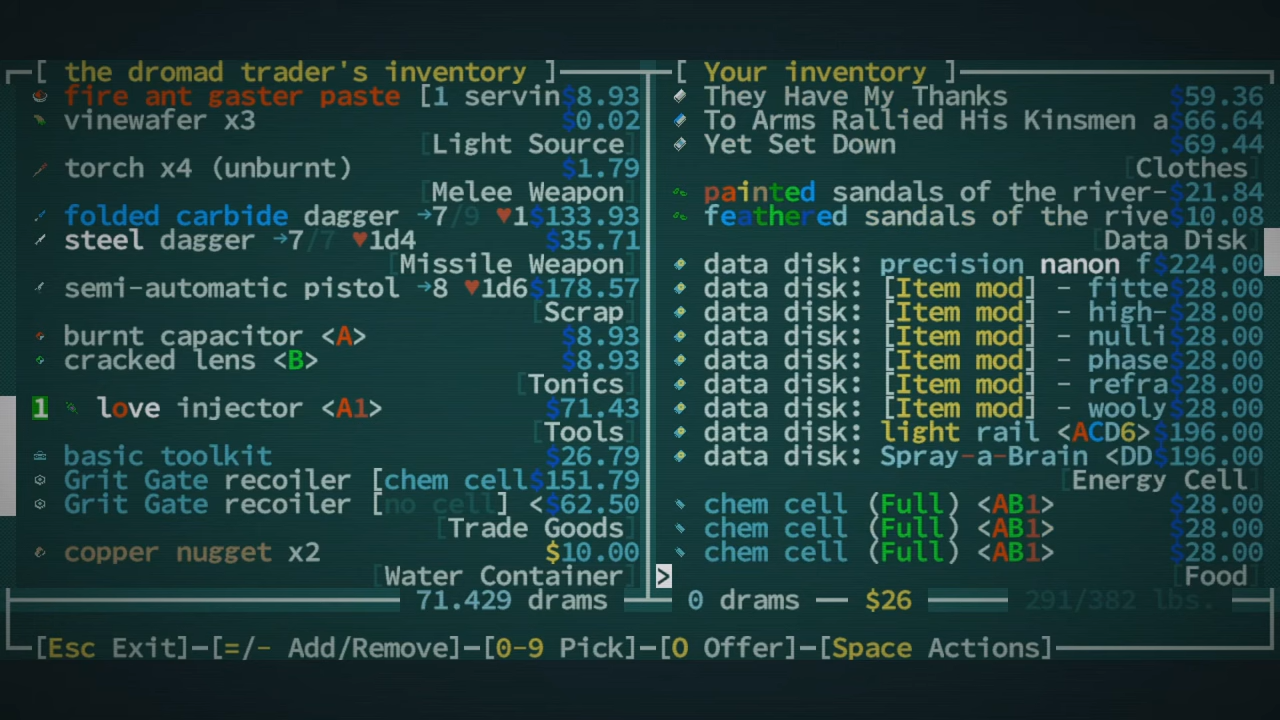 [ the dromad trader's inventory ]
fire ant gaster paste [1 servin$8.93
vinewafer x3 $0.02
[Light Source]
torch x4 (unburnt) $1.79
[Melee Weapon]
folded carbide dagger →7/9 ♥1$133.93
steel dagger →7/7 ♥1d4 $35.71
[Missile Weapon]
semi-automatic pistol →8 ♥1d6$178.57
[Scrap]
burnt capacitor <A> $8.93
cracked lens <B> $8.93
[Tonics]
1 love injector <A1> $71.43
[Tools]
basic toolkit $26.79
Grit Gate recoiler [chem cell$151.79
Grit Gate recoiler [no cell] <$62.50
[Trade Goods]
copper nugget x2 $10.00
[Water Container]
[ Your inventory ]
They Have My Thanks $59.36
To Arms Rallied His Kinsmen a$66.64
Yet Set Down $69.44
[Clothes]
painted sandals of the river-$21.84
feathered sandals of the rive$10.08
[Data Disk]
data disk: precision nanon f$224.00
data disk: [Item mod] - fitte$28.00
data disk: [Item mod] - high-$28.00
data disk: [Item mod] - nulli$28.00
data disk: [Item mod] - phase$28.00
data disk: [Item mod] - refra$28.00
data disk: [Item mod] - wooly$28.00
data disk: light rail <ACD6>$196.00
data disk: Spray-a-Brain <DD$196.00
[Energy Cell]
chem cell (Full) <AB1> $28.00
chem cell (Full) <AB1> $28.00
chem cell (Full) <AB1> $28.00
> [Food]
71.429 drams 0 drams — $26 291/382 lbs.
[Esc Exit]-[=/- Add/Remove]-[0-9 Pick]-[O Offer]-[Space Actions]